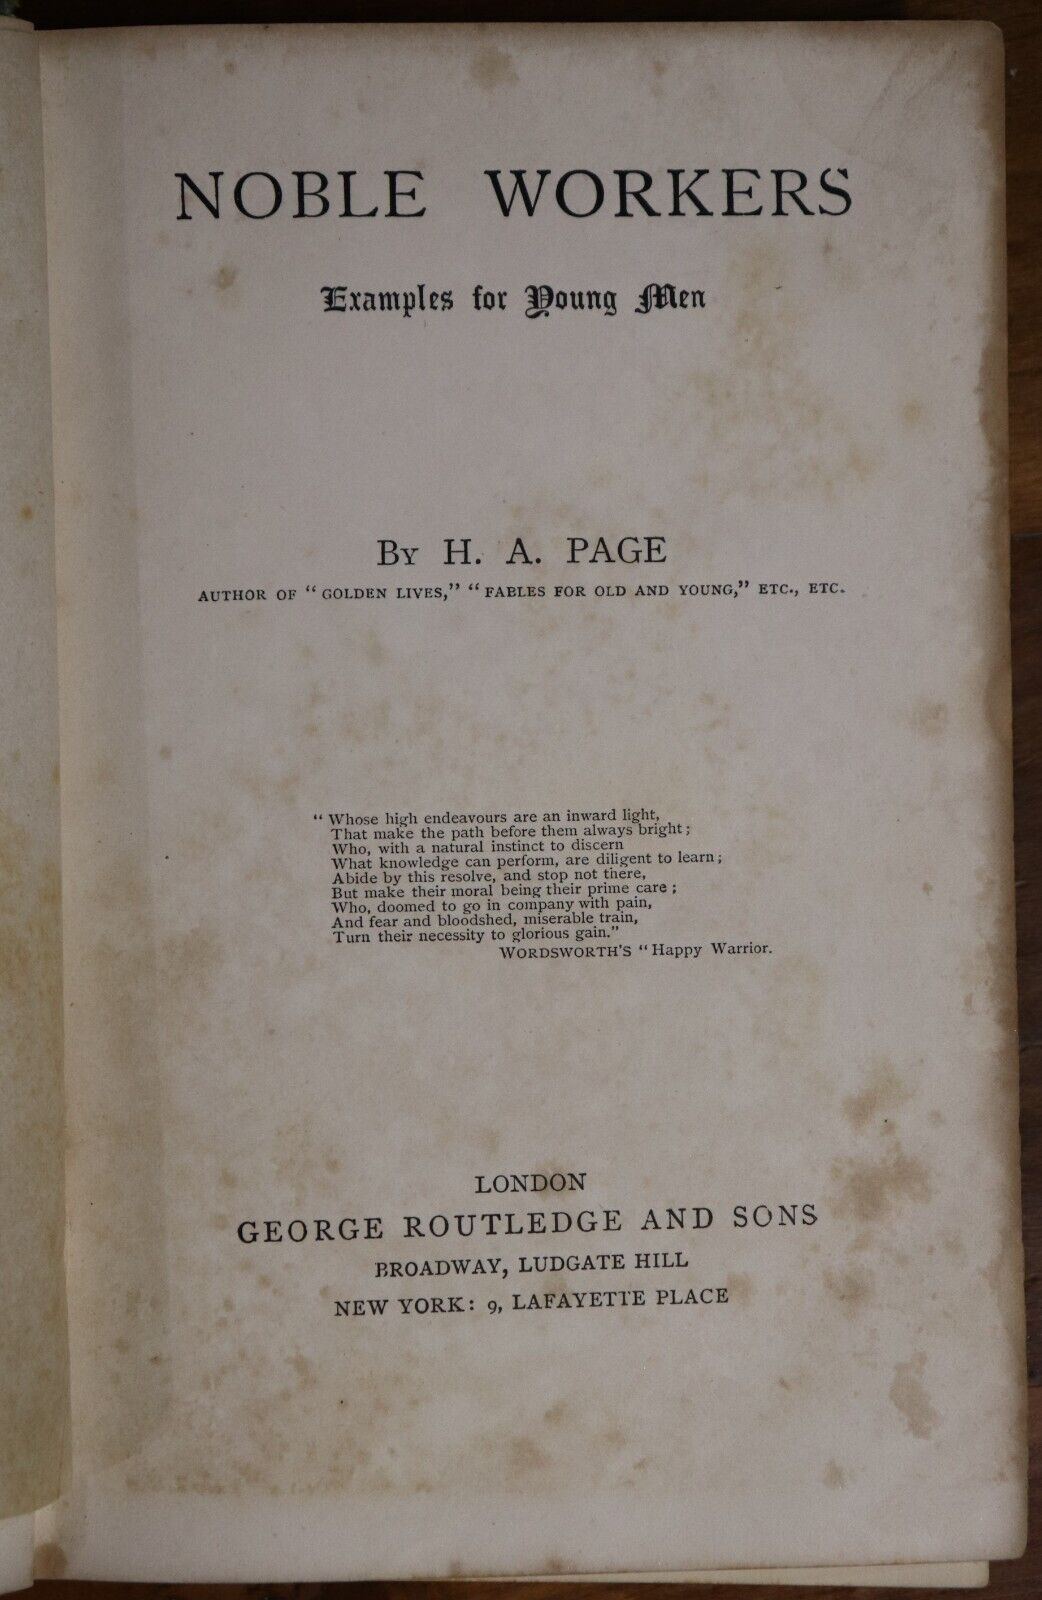 NOBLE WORKERS
Examples for Young Men
BY H. A. PAGE
AUTHOR OF “GOLDEN LIVES,” “FABLES FOR OLD AND YOUNG,” ETC., ETC.
“Whose high endeavours are an inward light,
That make the path before them always bright;
Who, with a natural instinct to discern
What knowledge can perform, are diligent to learn;
Abide by this resolve, and stop not there,
But make their moral being their prime care;
Who, doomed to go in company with pain,
And fear and bloodshed, miserable train,
Turn their necessity to glorious gain.”
WORDSWORTH'S “Happy Warrior.
LONDON
GEORGE ROUTLEDGE AND SONS
BROADWAY, LUDGATE HILL
NEW YORK: 9, LAFAYETTE PLACE